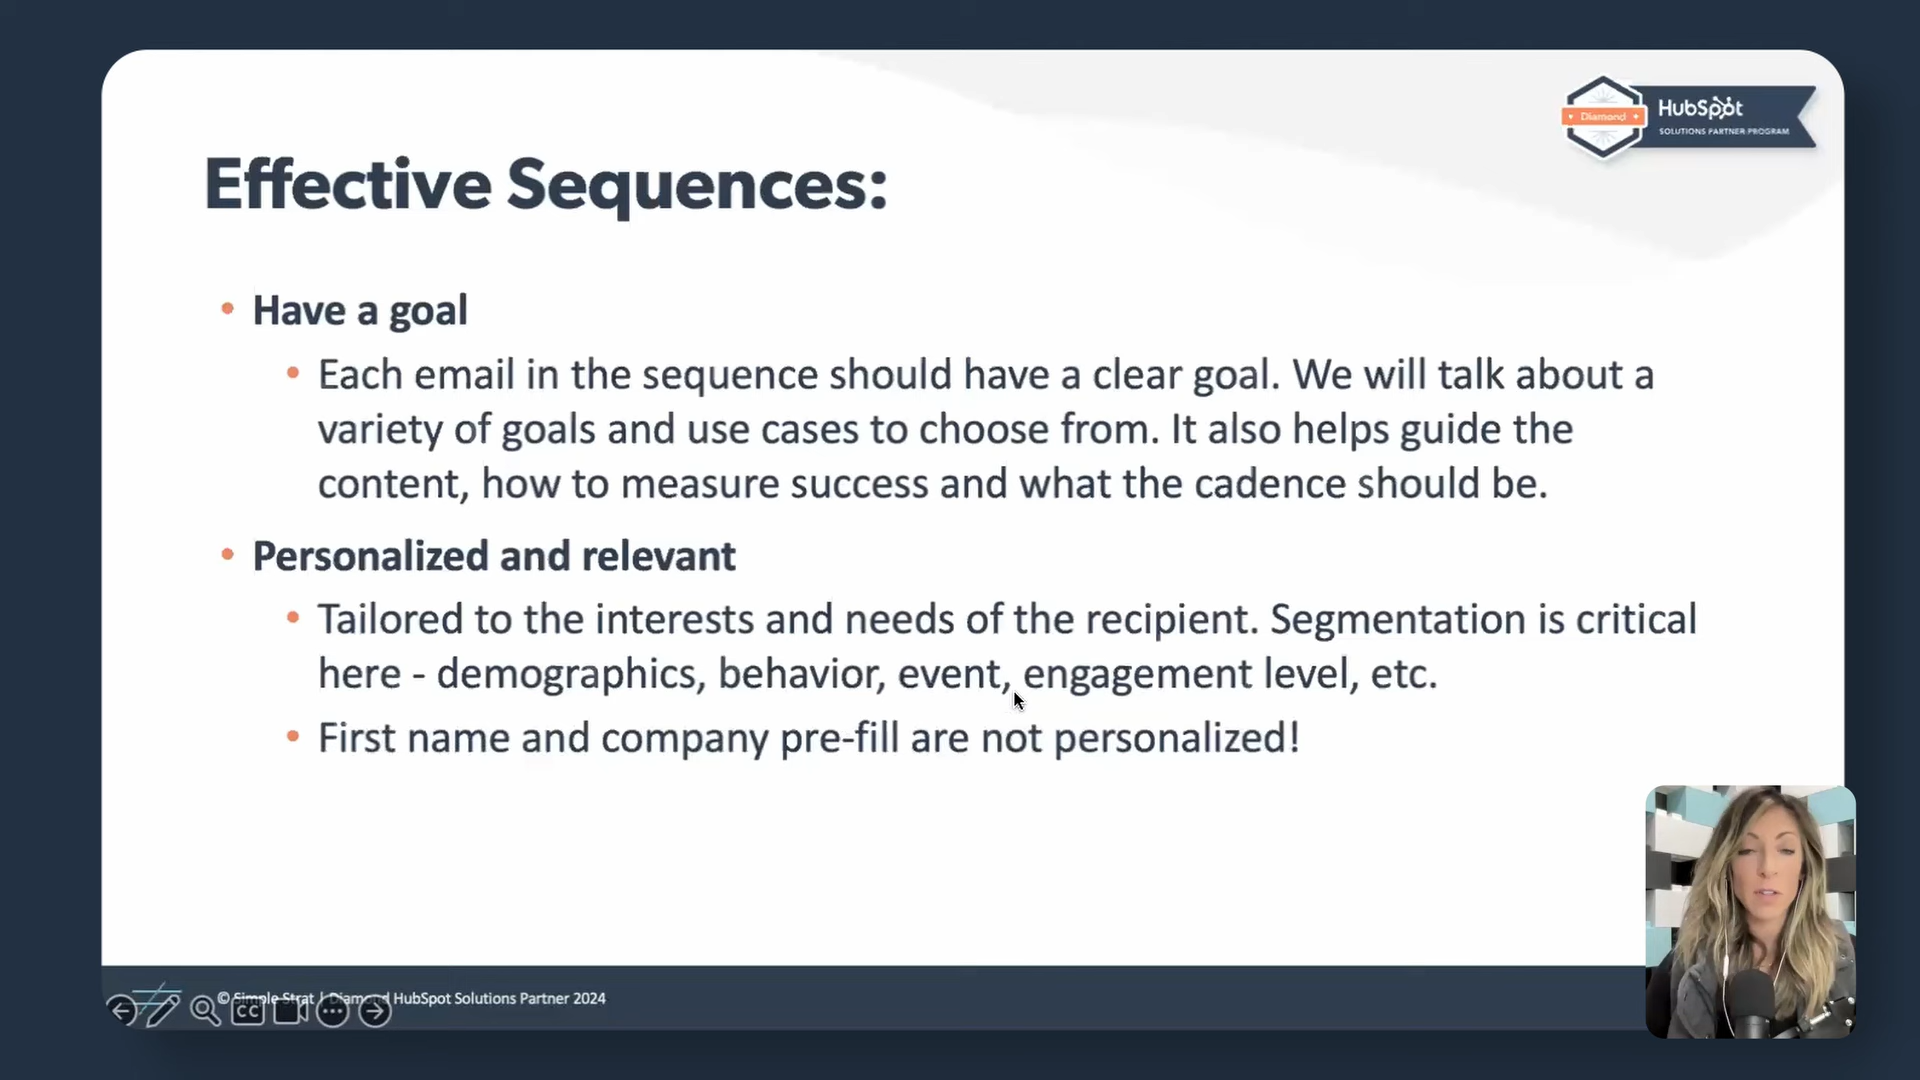 Diamond
HubSpot
SOLUTIONS PARTNER PROGRAM
Effective Sequences:
• Have a goal
• Each email in the sequence should have a clear goal. We will talk about a
variety of goals and use cases to choose from. It also helps guide the
content, how to measure success and what the cadence should be.
• Personalized and relevant
• Tailored to the interests and needs of the recipient. Segmentation is critical
here - demographics, behavior, event, engagement level, etc.
• First name and company pre-fill are not personalized!
© Simple Strat | Diamond HubSpot Solutions Partner 2024
CC